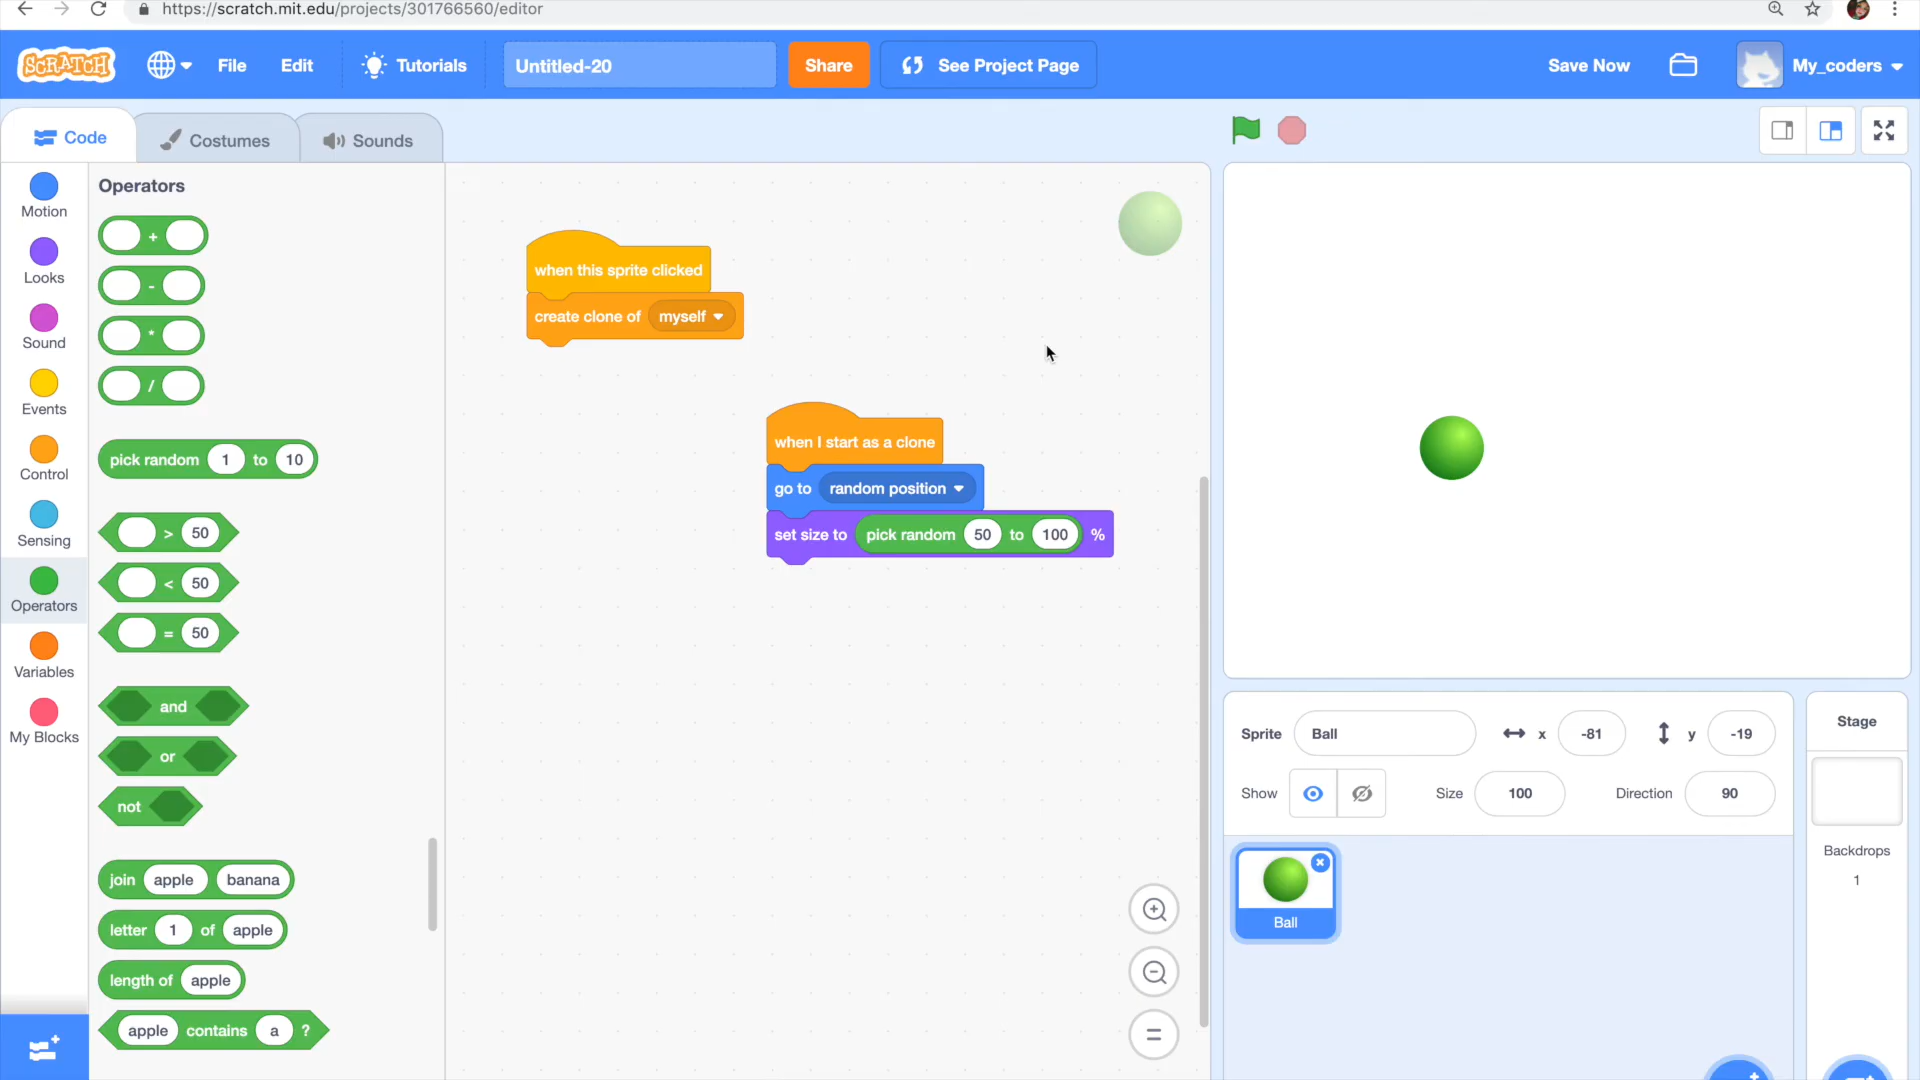 https://scratch.mit.edu/projects/301766560/editor
SCRATCH
File
Edit
Tutorials
Untitled-20
Share
See Project Page
Save Now
My_coders
Code
Costumes
Sounds
Motion
Looks
Sound
Events
Control
Sensing
Operators
Variables
My Blocks
Operators
+
-
*
/
pick random 1 to 10
> 50
< 50
= 50
and
or
not
join apple banana
letter 1 of apple
length of apple
apple contains a ?
when this sprite clicked
create clone of myself
when I start as a clone
go to random position
set size to pick random 50 to 100 %
Sprite Ball x -81 y -19
Show Size 100 Direction 90
Ball
Stage
Backdrops
1